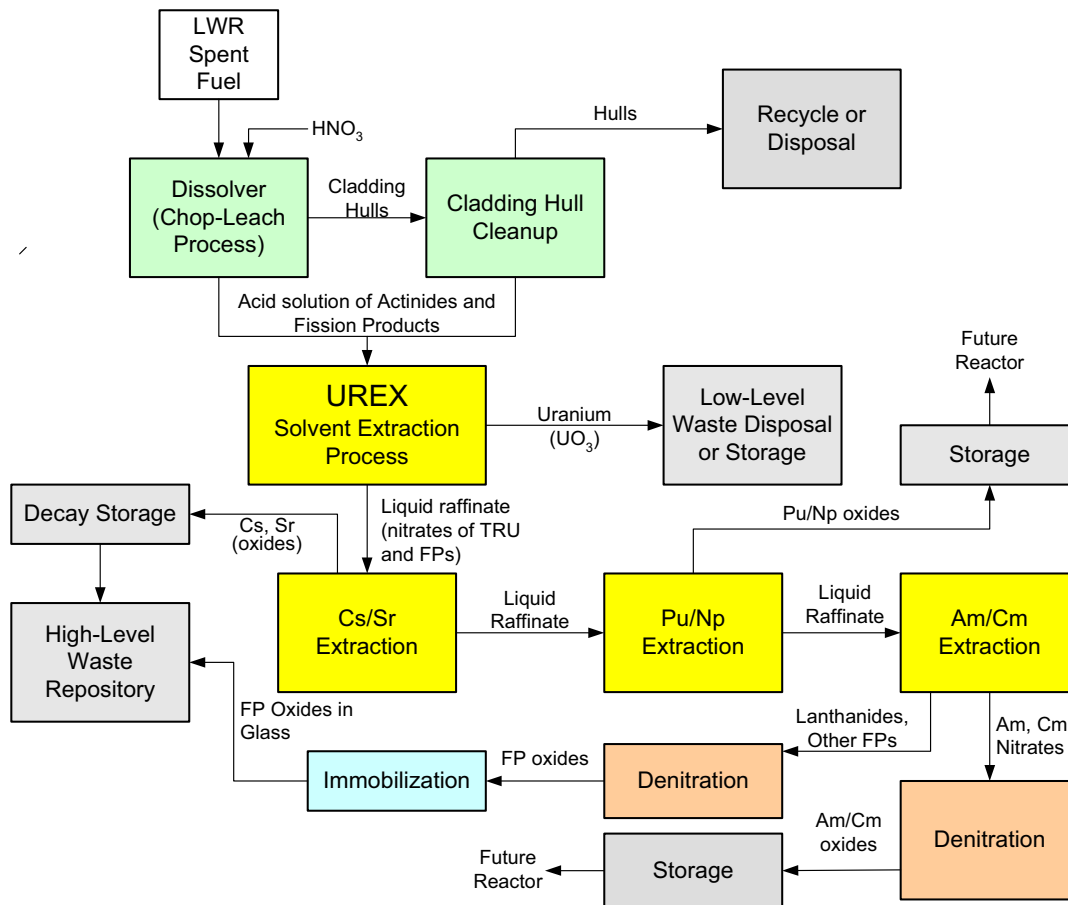 LWR
Spent
Fuel
HNO₃
Hulls
Recycle or
Disposal
Dissolver
(Chop-Leach
Process)
Cladding
Hulls
Cladding Hull
Cleanup
Acid solution of Actinides and
Fission Products
Future
Reactor
UREX
Solvent Extraction
Process
Uranium
(UO₃)
Low-Level
Waste Disposal
or Storage
Storage
Decay Storage
Cs, Sr
(oxides)
Liquid raffinate
(nitrates of TRU
and FPs)
Pu/Np oxides
High-Level
Waste
Repository
Cs/Sr
Extraction
Liquid
Raffinate
Pu/Np
Extraction
Liquid
Raffinate
Am/Cm
Extraction
FP Oxides in
Glass
Lanthanides,
Other FPs
Am, Cm
Nitrates
Immobilization
FP oxides
Denitration
Denitration
Am/Cm
oxides
Storage
Future
Reactor